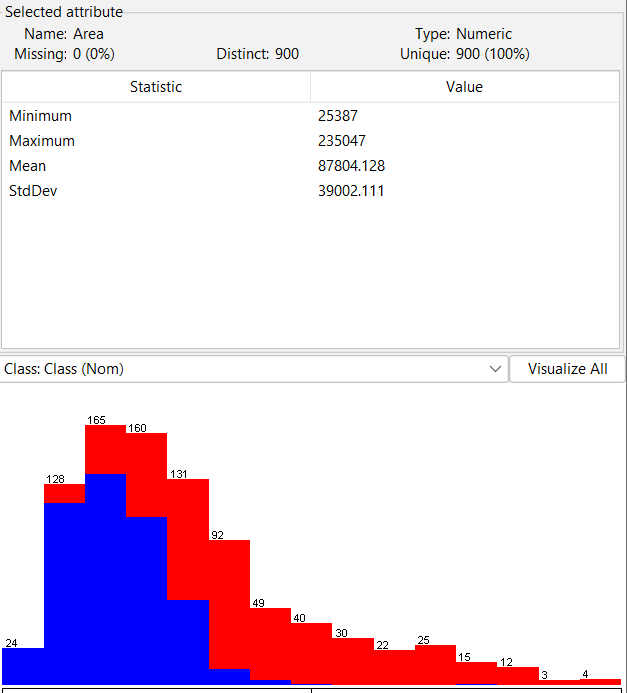 Selected attribute
Name: Area Type: Numeric
Missing: 0 (0%) Distinct: 900 Unique: 900 (100%)
Statistic Value
Minimum 25387
Maximum 235047
Mean 87804.128
StdDev 39002.111
Class: Class (Nom) Visualize All
165
160
128
131
92
49
40
30
22
25
24
15
12
3
4